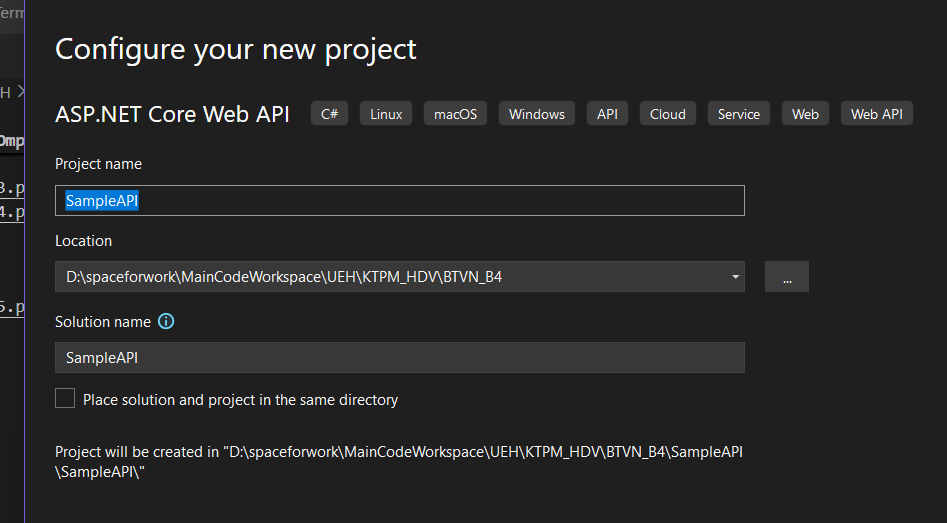 Term
Configure your new project
H
ASP.NET Core Web API C# Linux macOS Windows API Cloud Service Web Web API
Omp
Project name
3.p
SampleAPI
4.p
Location
D:\spaceforwork\MainCodeWorkspace\UEH\KTPM_HDV\BTVN_B4 ...
5.p
Solution name
SampleAPI
Place solution and project in the same directory
Project will be created in "D:\spaceforwork\MainCodeWorkspace\UEH\KTPM_HDV\BTVN_B4\SampleAPI
\SampleAPI\"